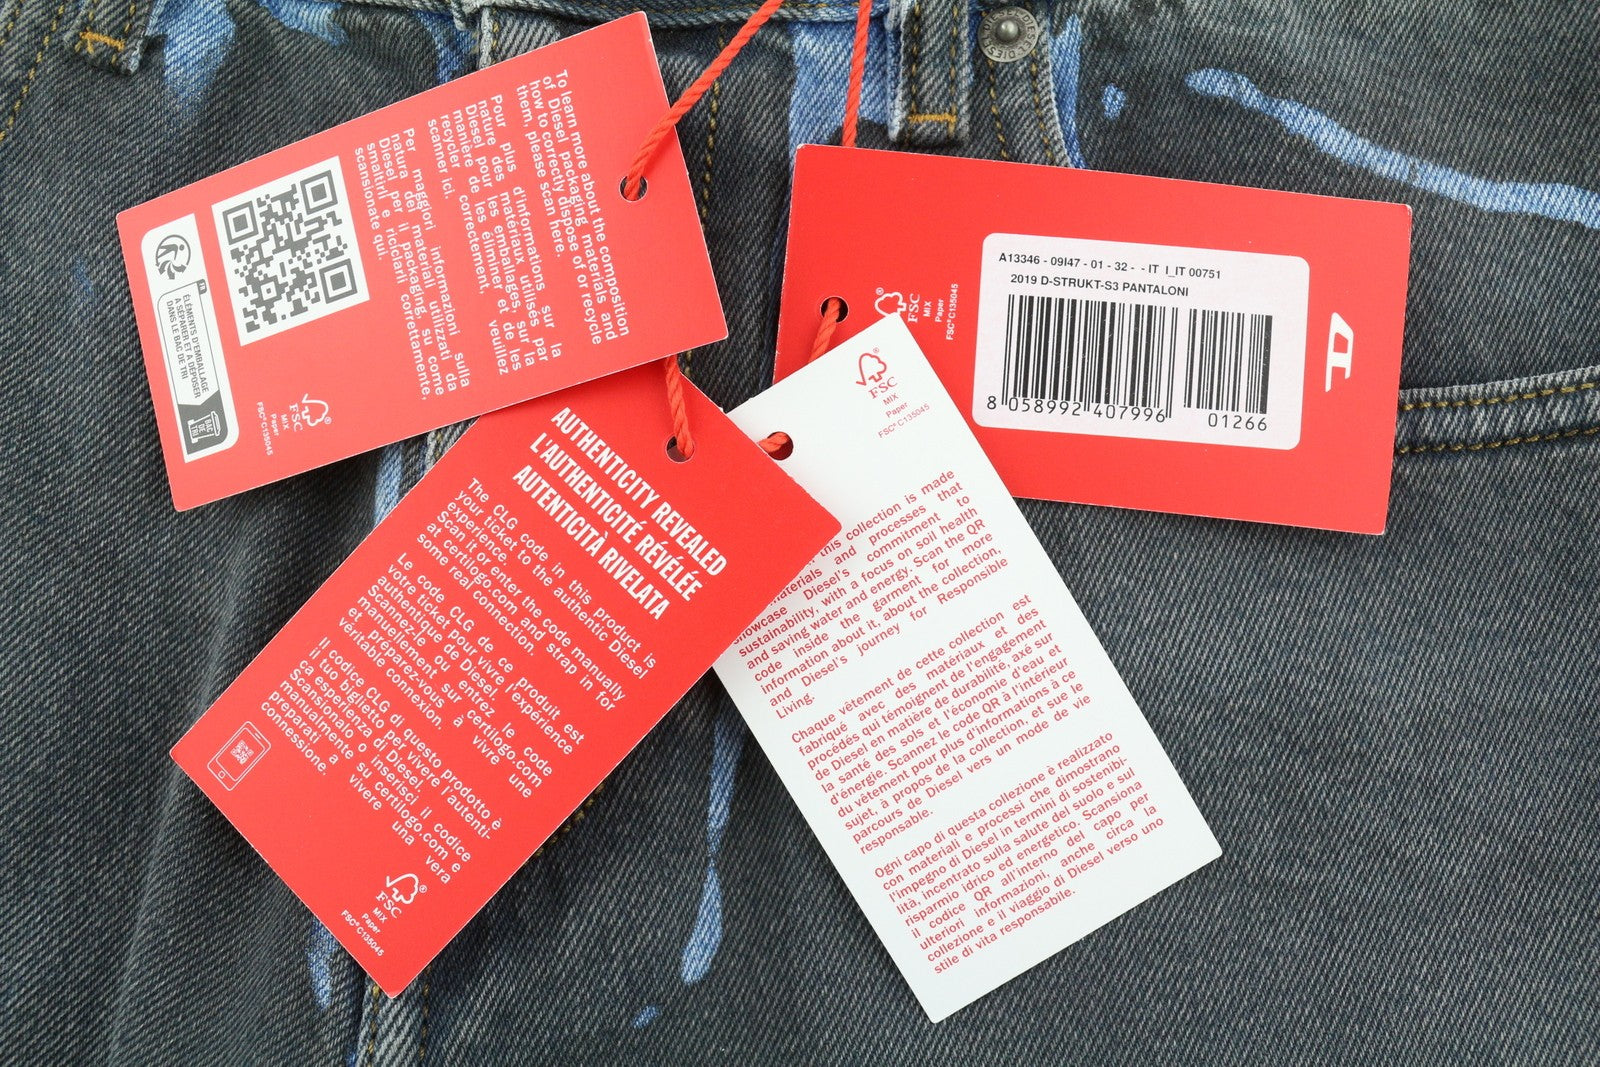 To learn more about the composition
of Diesel packaging materials and
how to correctly dispose of or recycle
them, please scan here.
Pour plus d'informations sur la
nature des matériaux utilisés par
Diesel pour les emballages, sur la
manière de les éliminer et de les
recycler correctement, veuillez
scanner ici.
Per maggiori informazioni sulla
natura dei materiali utilizzati da
Diesel per il packaging, su come
smaltirli e riciclarli correttamente,
scansionate qui.
FR
ÉLÉMENTS D'EMBALLAGE
À SÉPARER ET À DÉPOSER
DANS LE BAC DE TRI
BAC
DE
TRI
FSC
MIX
Paper
FSC® C135045
DIESEL
A13346 - 09I47 - 01 - 32 - - IT I_IT 00751
2019 D-STRUKT-S3 PANTALONI
8 058992 407996
01266
FSC
MIX
Paper
FSC® C135045
D
AUTHENTICITY REVEALED
L'AUTHENTICITÉ RÉVÉLÉE
AUTENTICITÀ RIVELATA
The CLG code in this product is
your ticket to the authentic Diesel
experience.
Scan it or enter the code manually
at certilogo.com and strap in for
some real connection.
Le code CLG de ce produit est
votre ticket pour vivre l'expérience
authentique de Diesel.
Scannez-le ou entrez le code
manuellement sur certilogo.com
et préparez-vous à vivre une
véritable connexion.
Il codice CLG di questo prodotto è
il tuo biglietto per vivere l'autenti-
ca esperienza di Diesel.
Scansionalo o inserisci il codice
manualmente su certilogo.com e
preparati a vivere una vera
connessione.
FSC®
MIX
Paper
FSC® C135045
FSC®
MIX
Paper
FSC® C135045
this collection is made
materials and processes that
showcase Diesel's commitment to
sustainability, with a focus on soil health
and saving water and energy. Scan the QR
code inside the garment for more
information about it, about the collection,
and Diesel's journey for Responsible
Living.
Chaque vêtement de cette collection est
fabriqué avec des matériaux et des
procédés qui témoignent de l'engagement
de Diesel en matière de durabilité, axé sur
la santé des sols et l'économie d'eau et
d'énergie. Scannez le code QR à l'intérieur
du vêtement pour plus d'informations à ce
sujet, à propos de la collection, et sue le
parcours de Diesel vers un mode de vie
responsable.
Ogni capo di questa collezione è realizzato
con materiali e processi che dimostrano
l'impegno di Diesel in termini di sostenibi-
lità, incentrato sulla salute del suolo e sul
risparmio idrico ed energetico. Scansiona
il codice QR all'interno del capo per
ulteriori informazioni, anche circa la
collezione e il viaggio di Diesel verso uno
stile di vita responsabile.